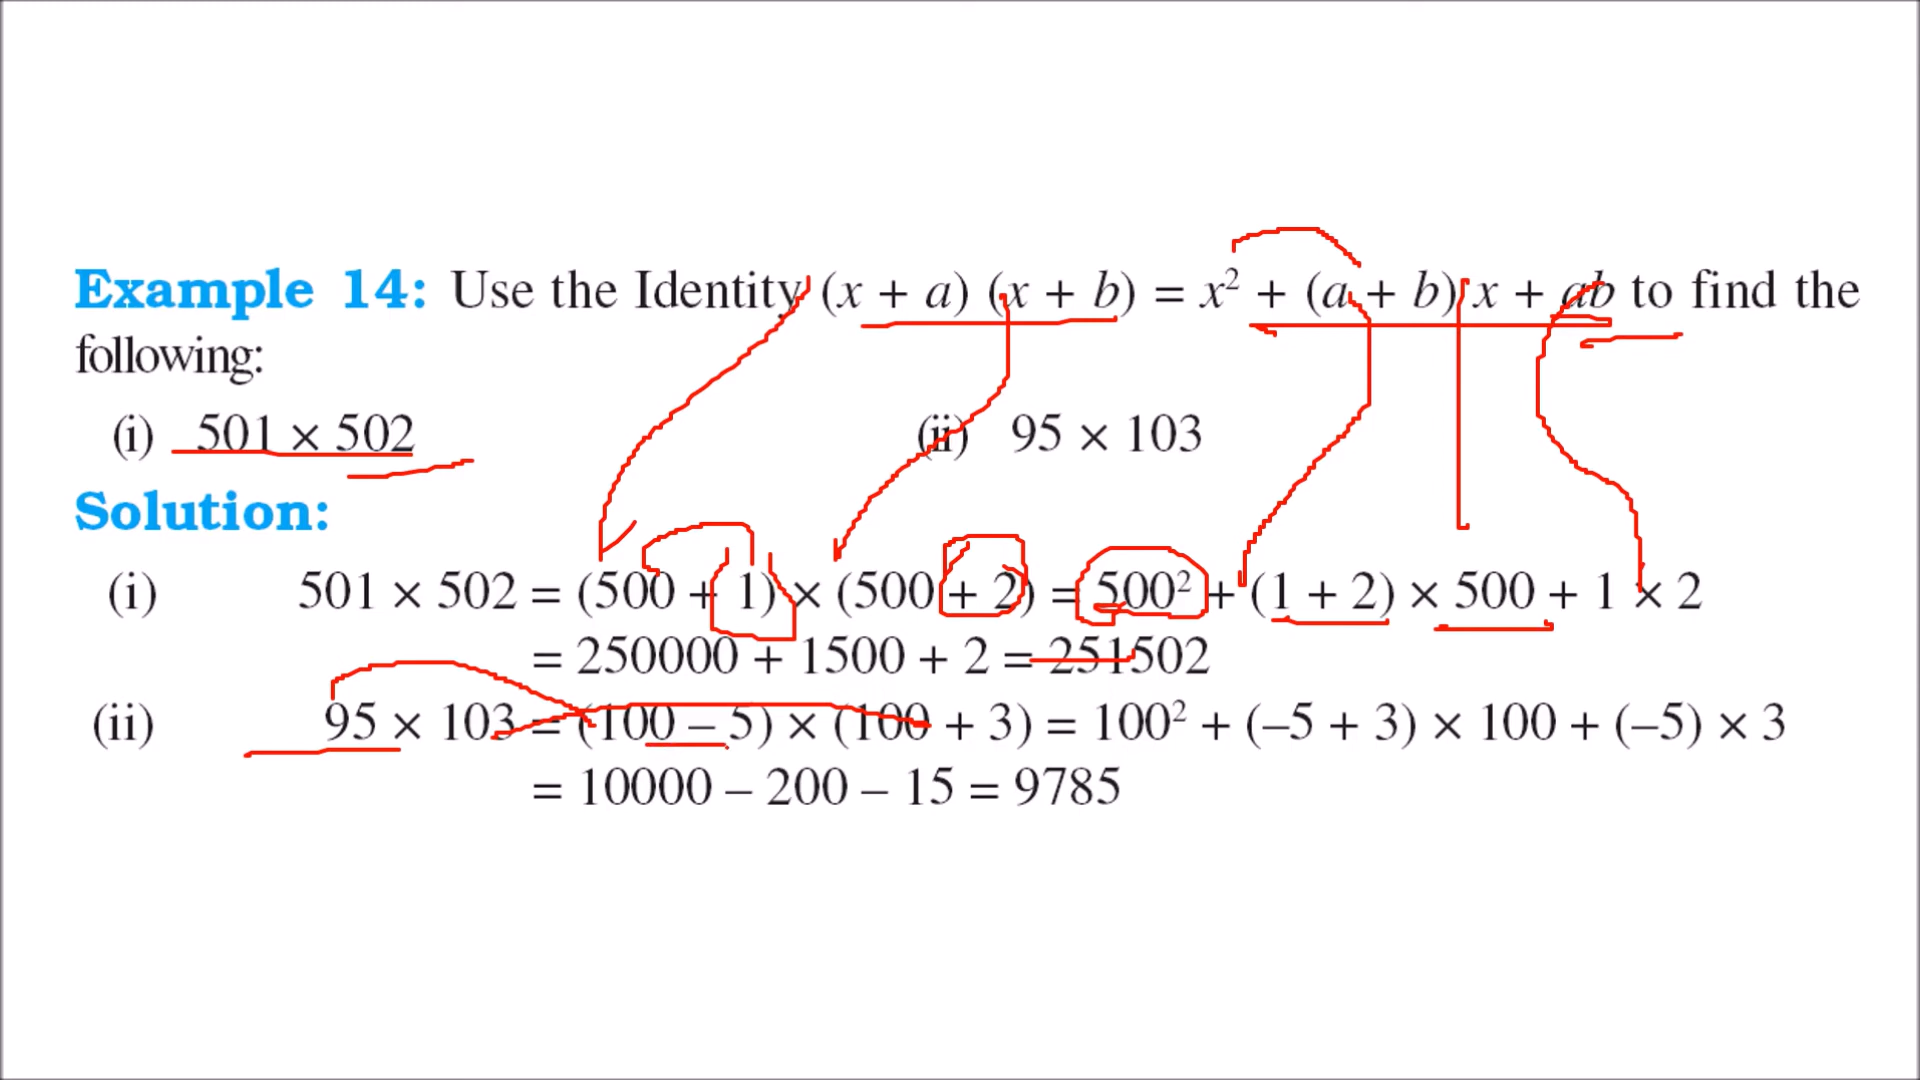 Example 14: Use the Identity (x + a) (x + b) = x² + (a + b) x + ab to find the
following:
(i) 501 × 502 (ii) 95 × 103
Solution:
(i) 501 × 502 = (500 + 1) × (500 + 2) = 500² + (1 + 2) × 500 + 1 × 2
= 250000 + 1500 + 2 = 251502
(ii) 95 × 103 = (100 – 5) × (100 + 3) = 100² + (–5 + 3) × 100 + (–5) × 3
= 10000 – 200 – 15 = 9785